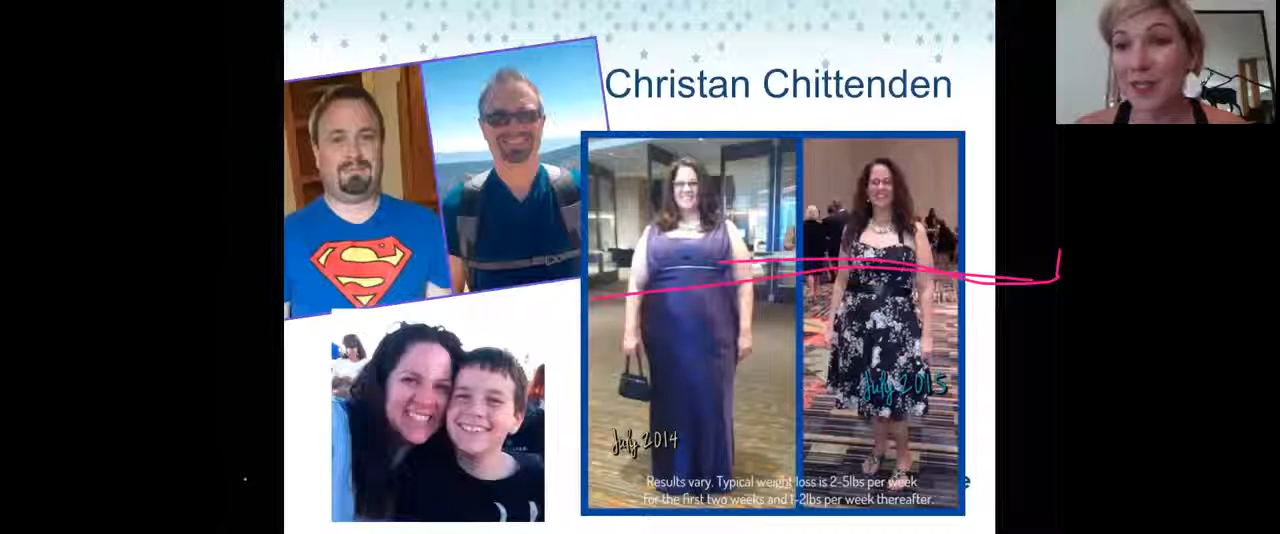 Christan Chittenden
July 2014
July 2015
Results vary. Typical weight loss is 2-5lbs per week
for the first two weeks and 1-2lbs per week thereafter.